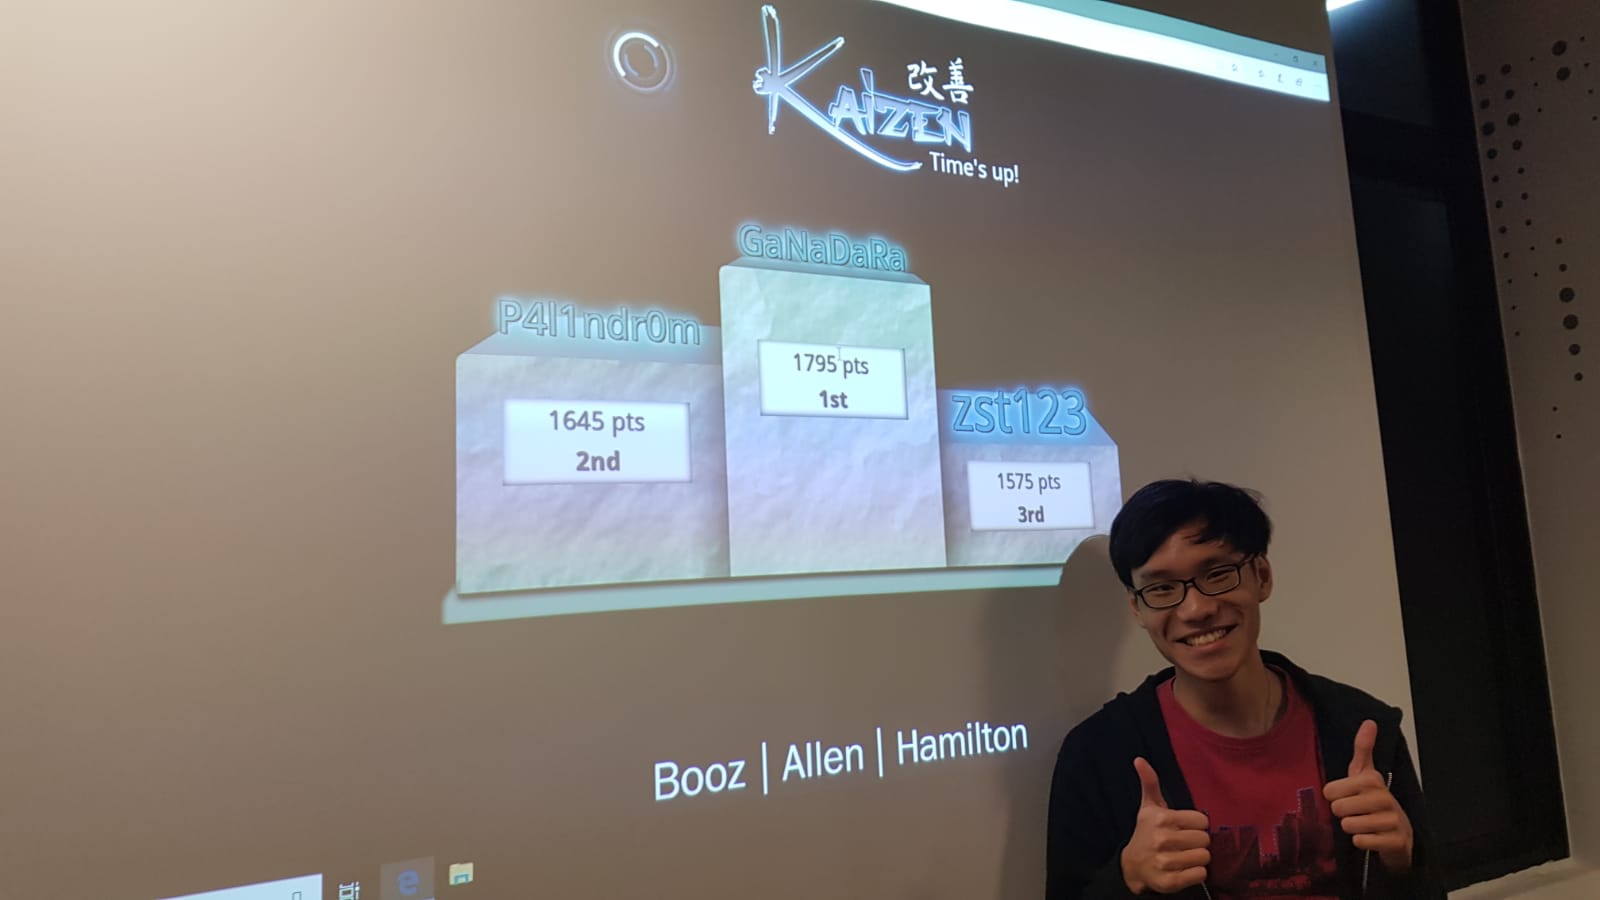 改善
KAIZEN
Time's up!
GaNaDaRa
P4l1ndr0m
1795 pts
1st
zst123
1645 pts
2nd
1575 pts
3rd
Booz | Allen | Hamilton